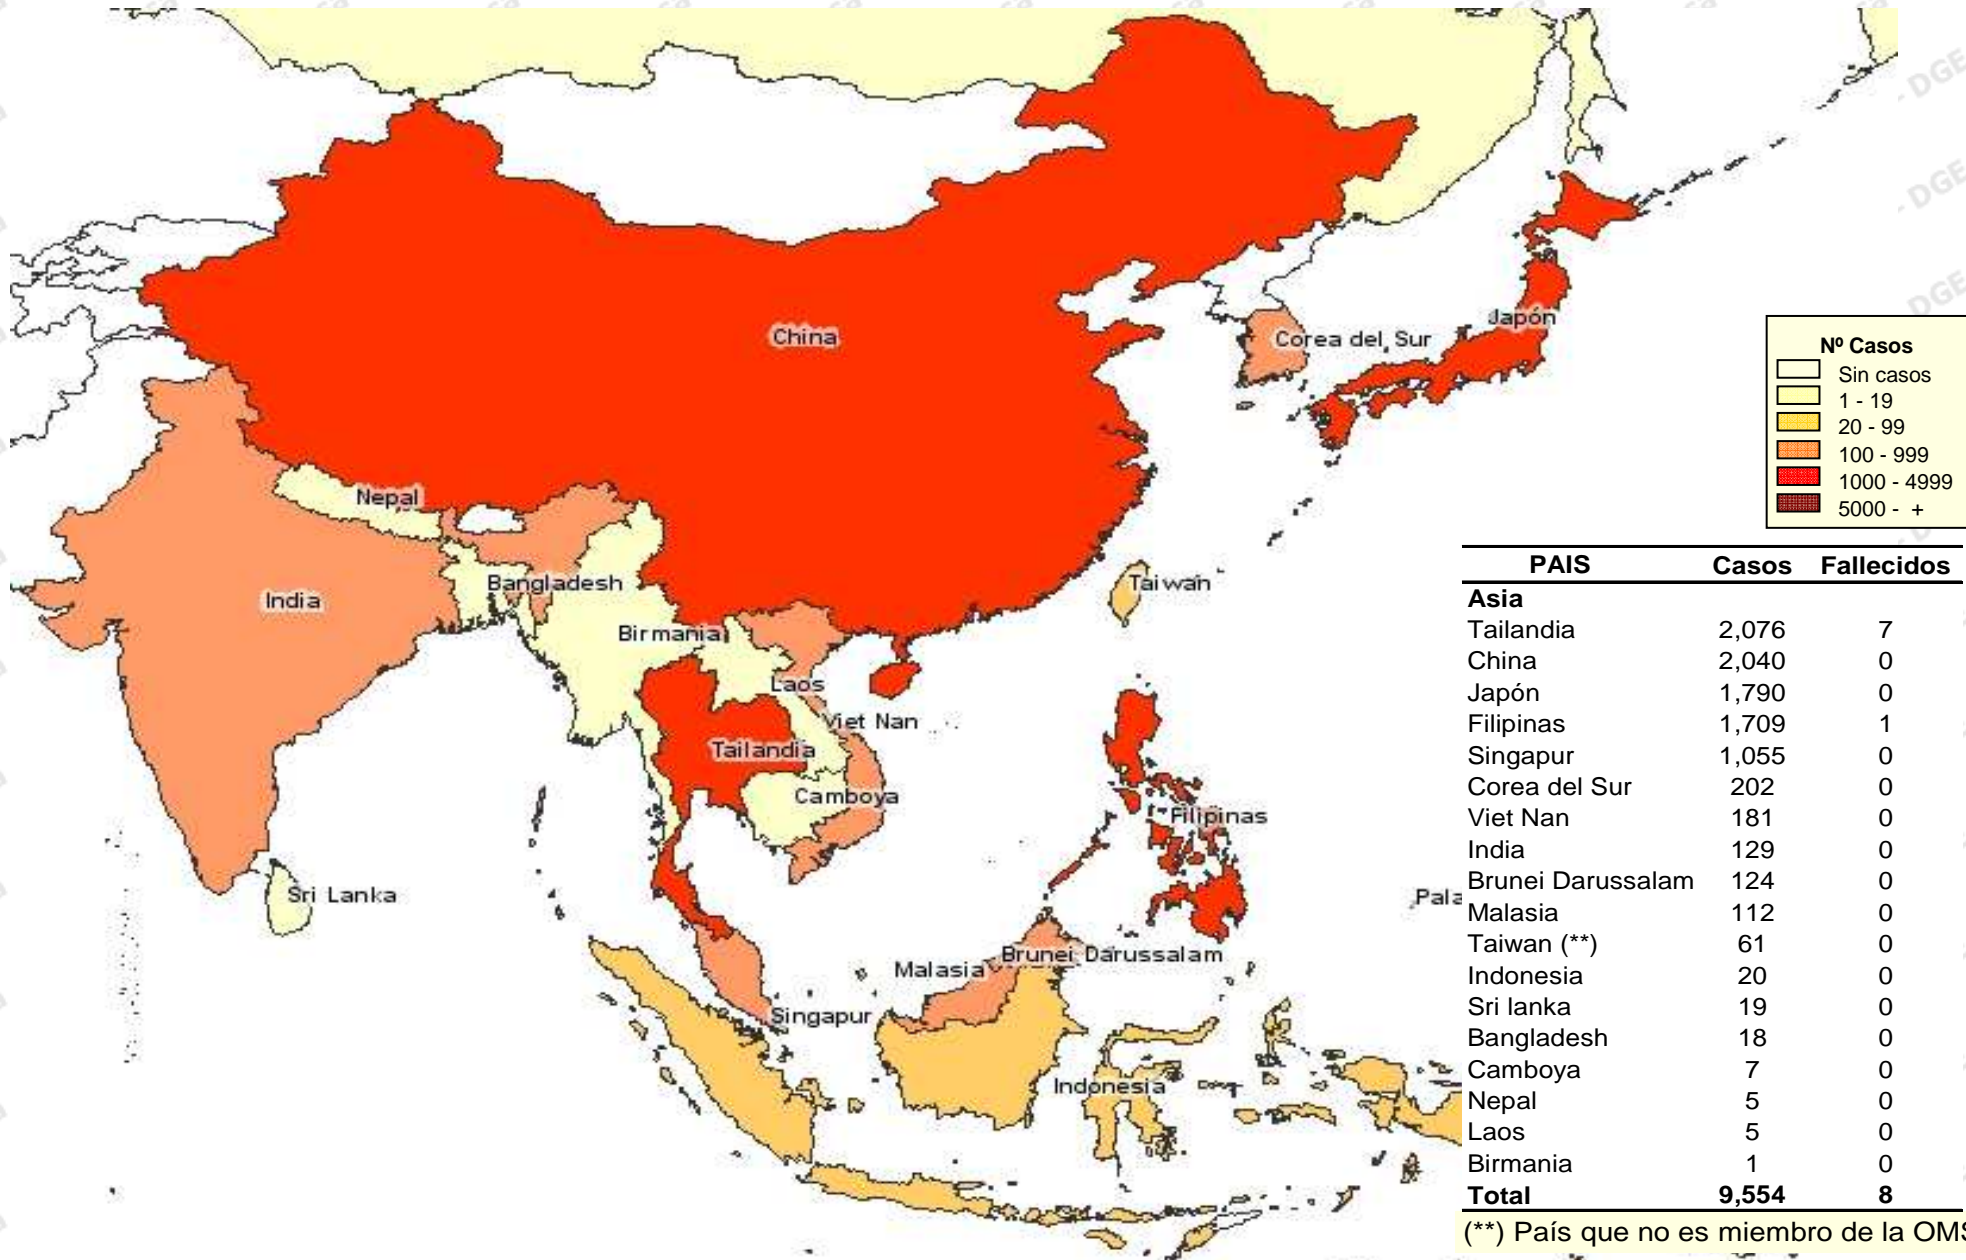 China
Corea del Sur
Japón
Nepal
Bangladesh
India
Taiwán
Birmania
Laos
Viet Nan
Tailandia
Camboya
Filipinas
Sri Lanka
Pala
Brunei Darussalam
Malasia
Singapur
Indonesia
Nº Casos
Sin casos
1 - 19
20 - 99
100 - 999
1000 - 4999
5000 - +
PAIS Casos Fallecidos
Asia
Tailandia 2,076 7
China 2,040 0
Japón 1,790 0
Filipinas 1,709 1
Singapur 1,055 0
Corea del Sur 202 0
Viet Nan 181 0
India 129 0
Brunei Darussalam 124 0
Malasia 112 0
Taiwan (**) 61 0
Indonesia 20 0
Sri lanka 19 0
Bangladesh 18 0
Camboya 7 0
Nepal 5 0
Laos 5 0
Birmania 1 0
Total 9,554 8
(**) País que no es miembro de la OMS
- DGE
- DGE
- DGE